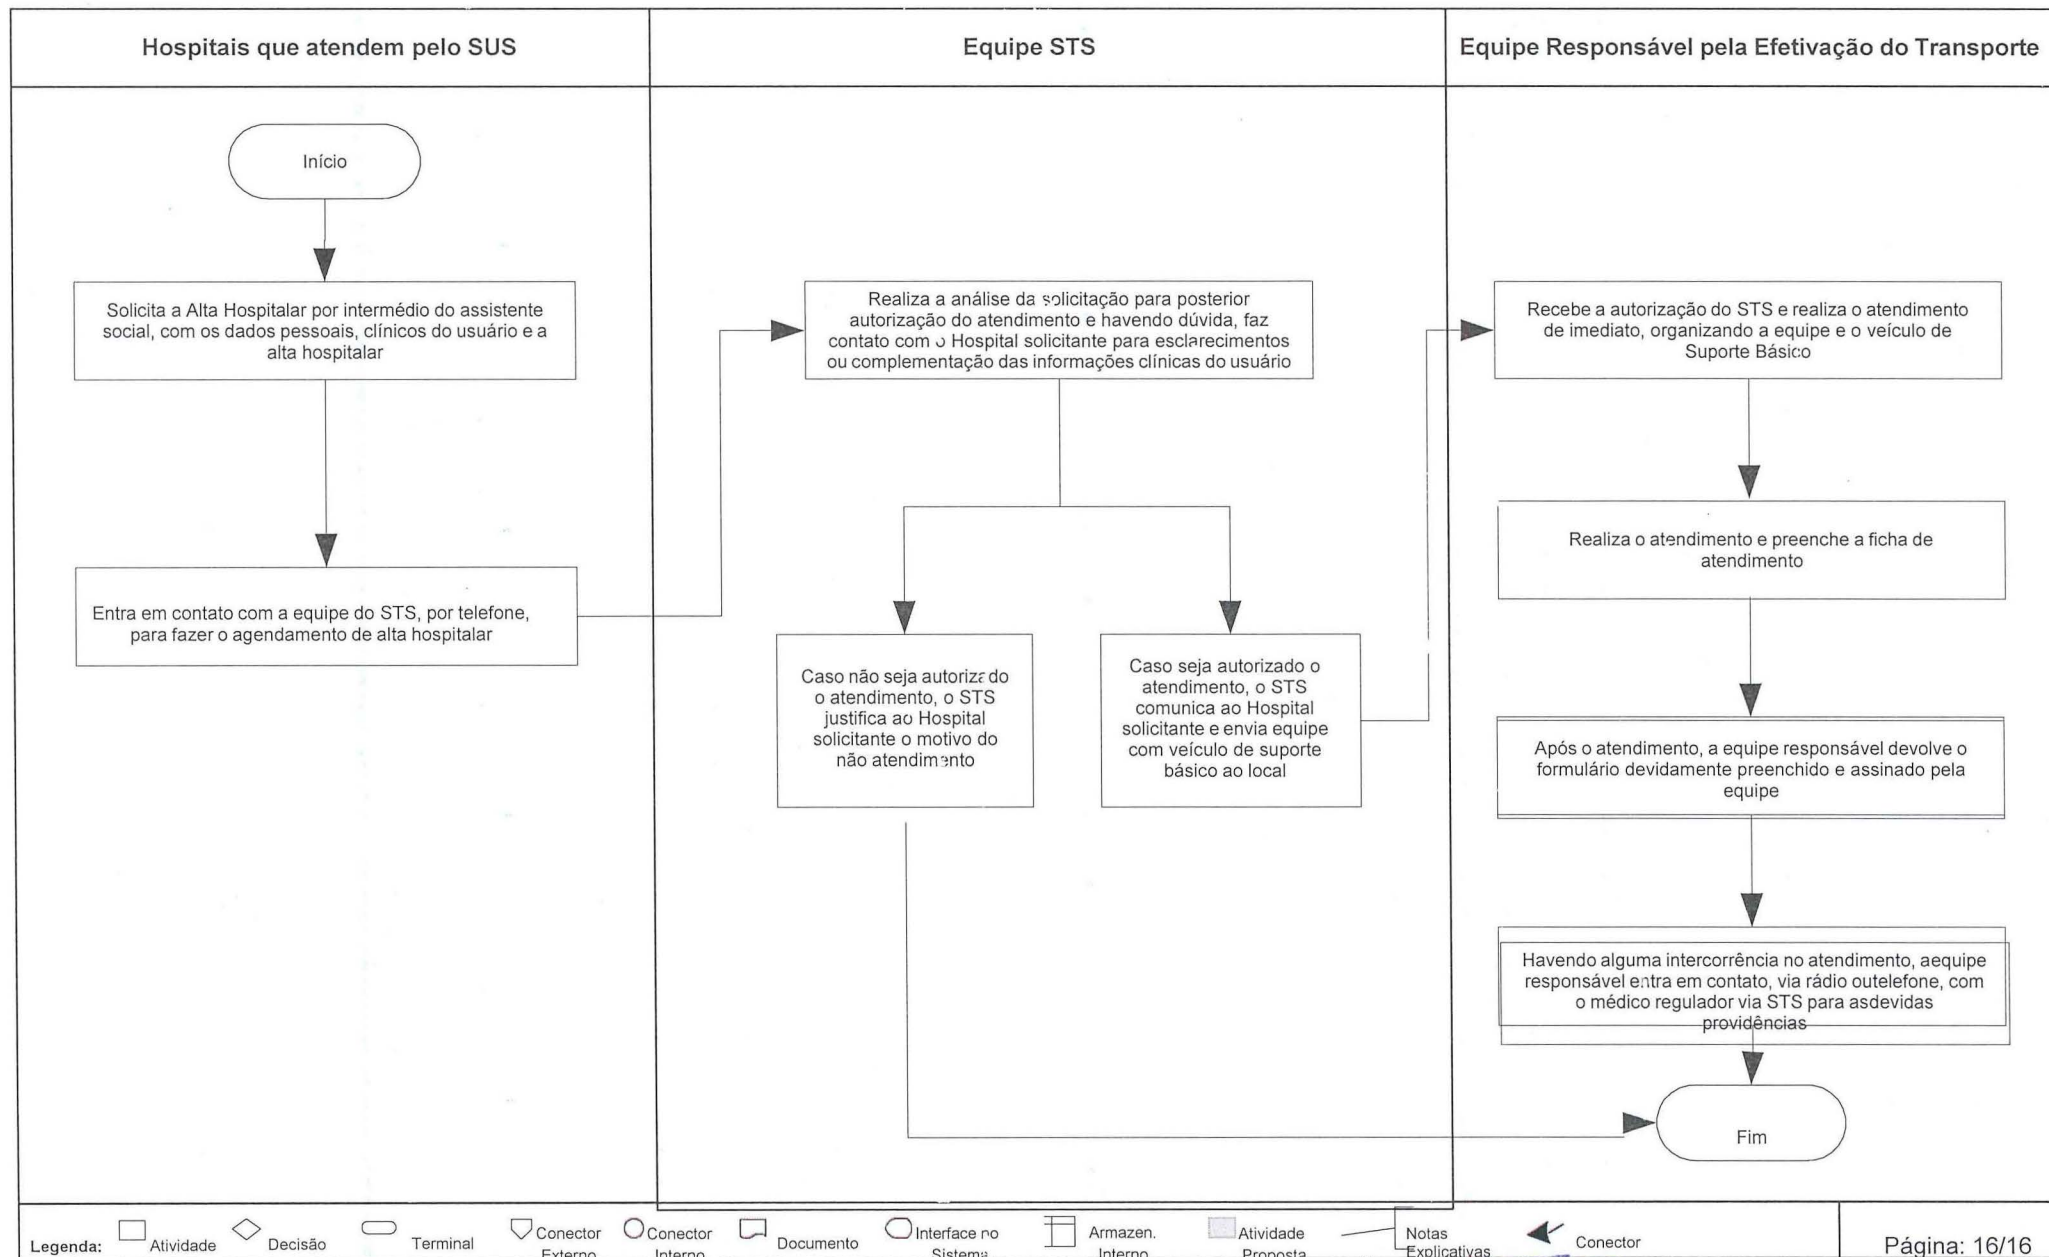 Hospitais que atendem pelo SUS
Equipe STS
Equipe Responsável pela Efetivação do Transporte
Início
Solicita a Alta Hospitalar por intermédio do assistente
social, com os dados pessoais, clínicos do usuário e a
alta hospitalar
Entra em contato com a equipe do STS, por telefone,
para fazer o agendamento de alta hospitalar
Realiza a análise da solicitação para posterior
autorização do atendimento e havendo dúvida, faz
contato com o Hospital solicitante para esclarecimentos
ou complementação das informações clínicas do usuário
Caso não seja autorizado
o atendimento, o STS
justifica ao Hospital
solicitante o motivo do
não atendimento
Caso seja autorizado o
atendimento, o STS
comunica ao Hospital
solicitante e envia equipe
com veículo de suporte
básico ao local
Recebe a autorização do STS e realiza o atendimento
de imediato, organizando a equipe e o veículo de
Suporte Básico
Realiza o atendimento e preenche a ficha de
atendimento
Após o atendimento, a equipe responsável devolve o
formulário devidamente preenchido e assinado pela
equipe
Havendo alguma intercorrência no atendimento, aequipe
responsável entra em contato, via rádio outelefone, com
o médico regulador via STS para asdevidas
providências
Fim
Legenda:
Atividade
Decisão
Terminal
Conector
Externo
Conector
Interno
Documento
Interface no
Sistema
Armazen.
Interno
Atividade
Proposta
Notas
Explicativas
Conector
Página: 16/16